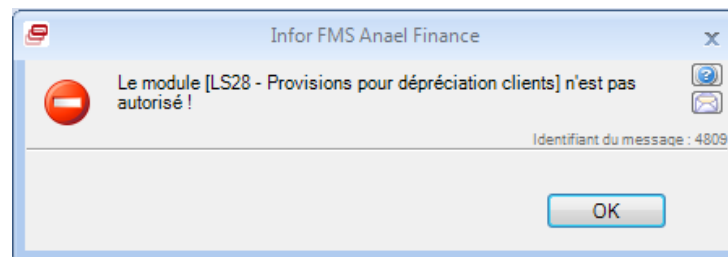 Infor FMS Anael Finance
Le module [LS28 - Provisions pour dépréciation clients] n'est pas
autorisé !
Identifiant du message : 4809
OK